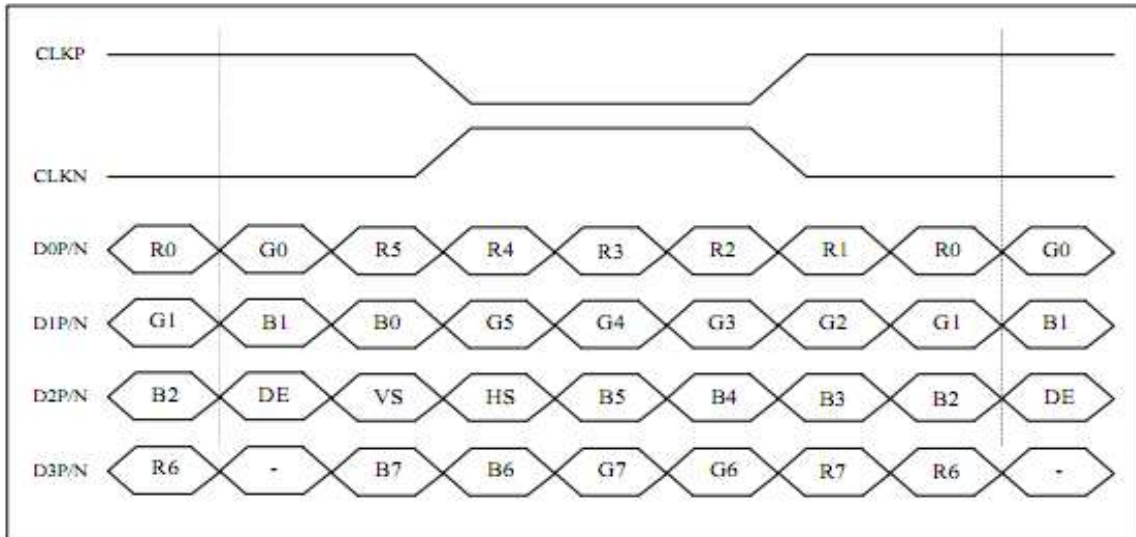 CLKP
CLKN
D0P/N R0 G0 R5 R4 R3 R2 R1 R0 G0
D1P/N G1 B1 B0 G5 G4 G3 G2 G1 B1
D2P/N B2 DE VS HS B5 B4 B3 B2 DE
D3P/N R6 - B7 B6 G7 G6 R7 R6 -